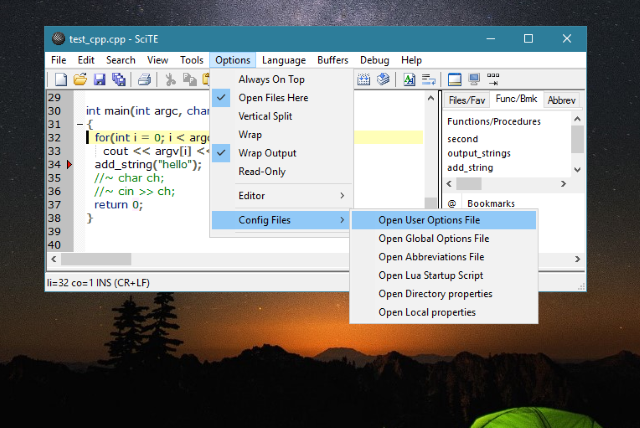 test_cpp.cpp - SciTE
File Edit Search View Tools Options Language Buffers Debug Help
Always On Top
Open Files Here
Vertical Split
Wrap
Wrap Output
Read-Only
Editor
Config Files
Open User Options File
Open Global Options File
Open Abbreviations File
Open Lua Startup Script
Open Directory properties
Open Local properties
29
30 int main(int argc, char
31 {
32 for(int i = 0; i < argc
33 cout << argv[i] <<
34 add_string("hello");
35 //~ char ch;
36 //~ cin >> ch;
37 return 0;
38 }
39
40
Files/Fav Func/Bmk Abbrev
Functions/Procedures
second
output_strings
add_string
@ Bookmarks
li=32 co=1 INS (CR+LF)